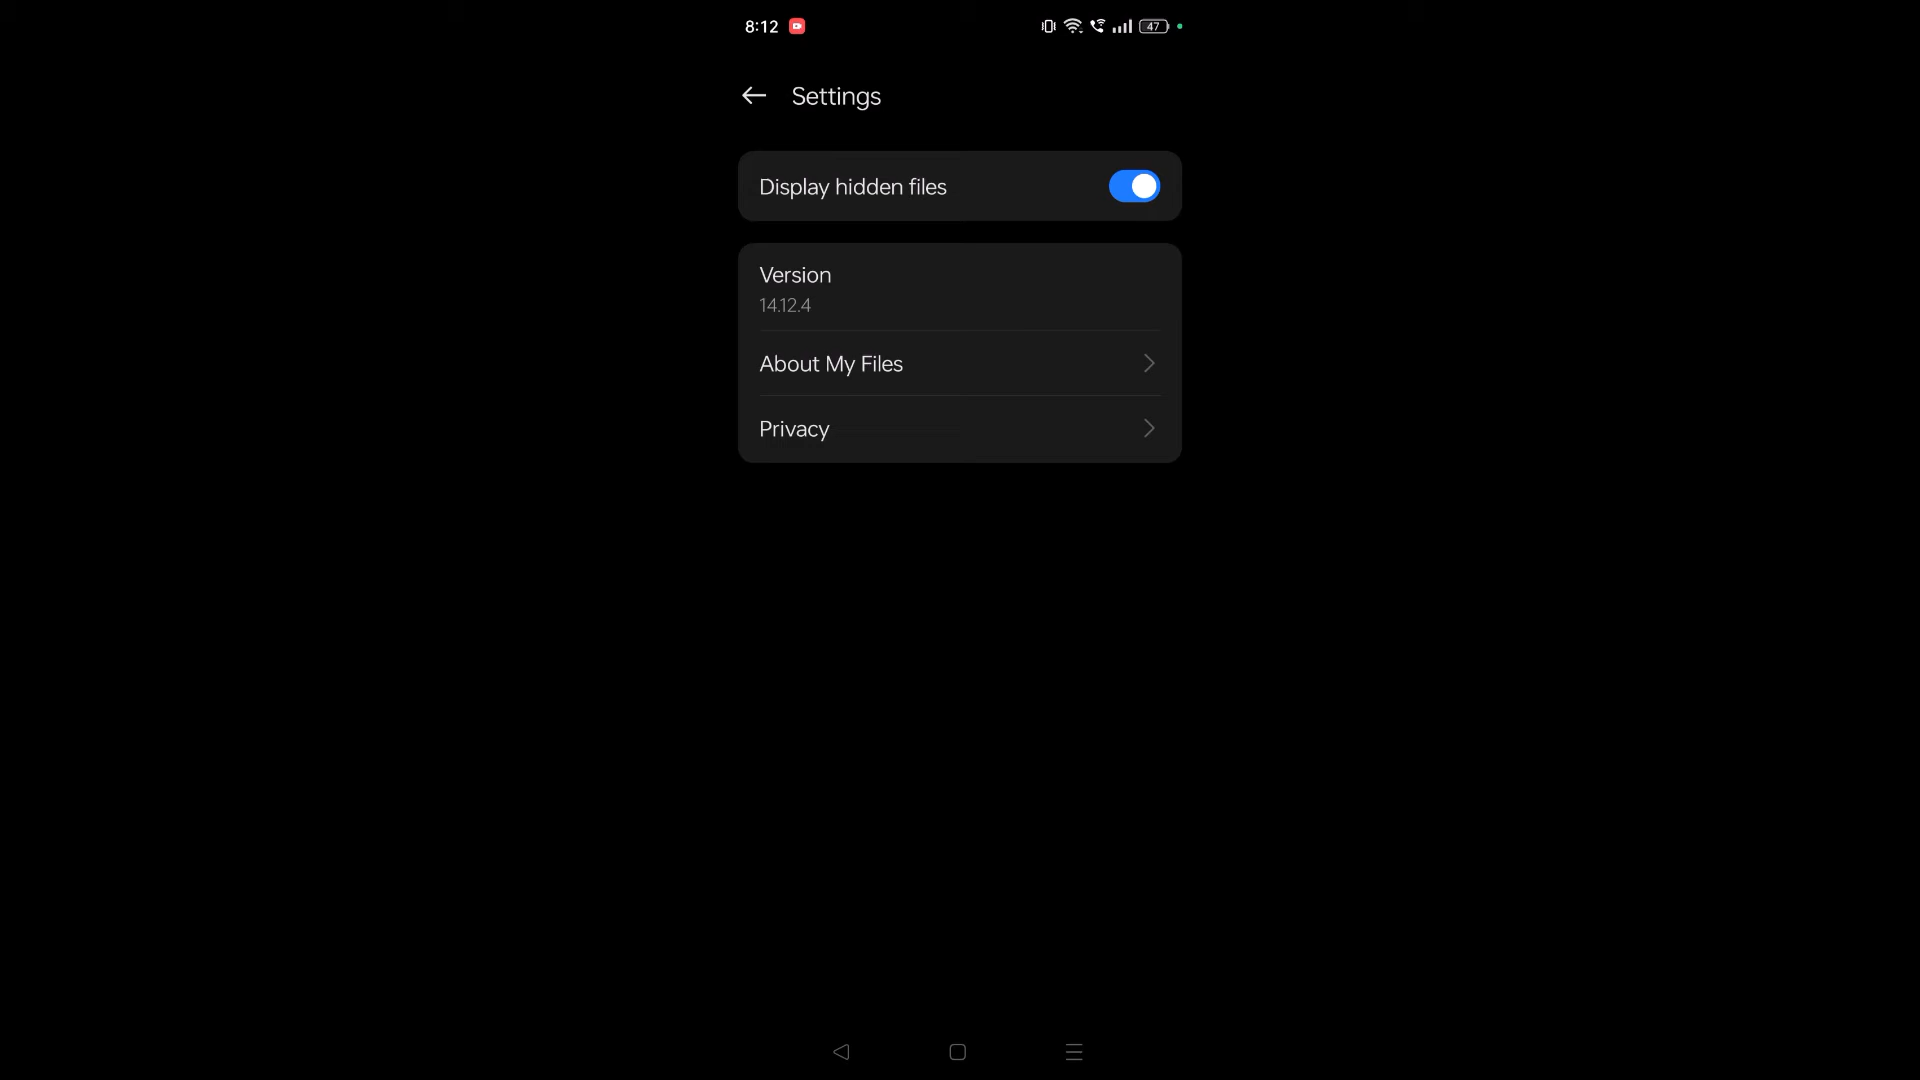 8:12
47
Settings
Display hidden files
Version
14.12.4
About My Files
Privacy